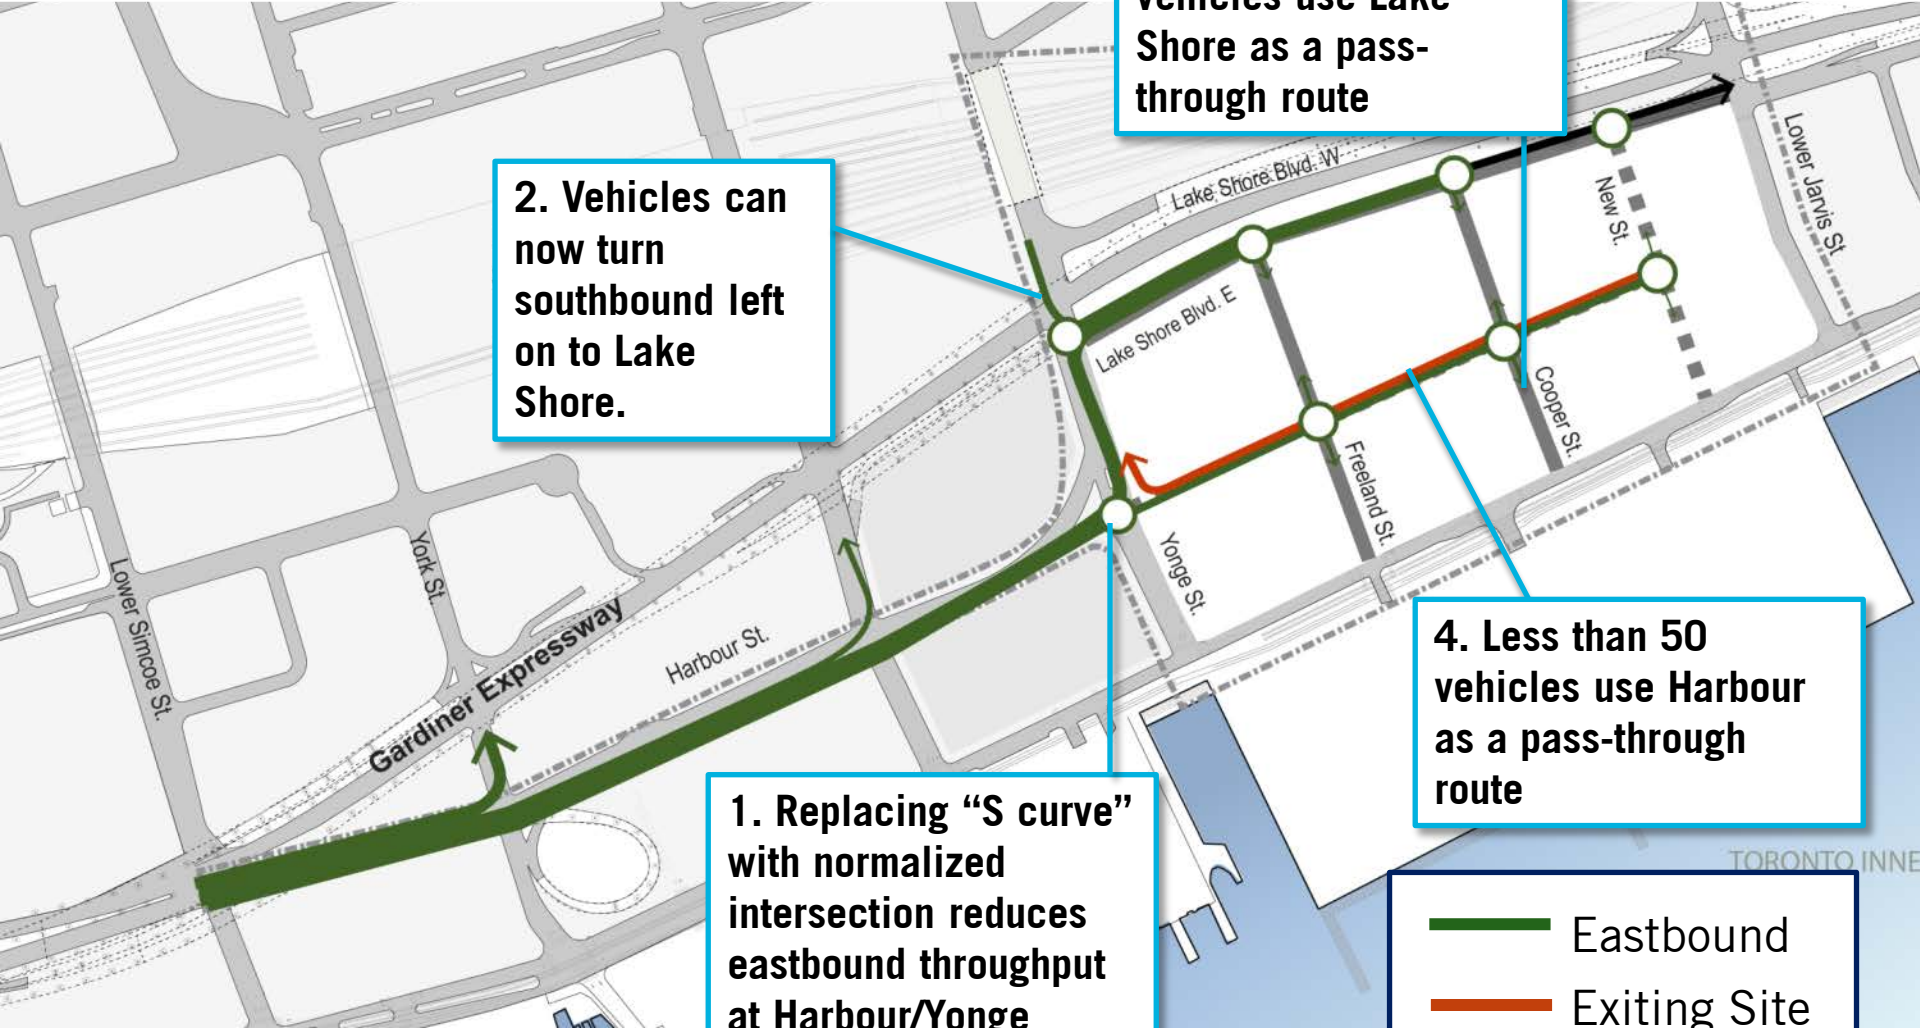 vehicles use Lake
Shore as a pass-
through route
2. Vehicles can
now turn
southbound left
on to Lake
Shore.
Lake Shore Blvd. W
Lower Jarvis St
New St.
Lake Shore Blvd. E
Cooper St.
Freeland St.
Yonge St.
York St.
Lower Simcoe St.
Gardiner Expressway
Harbour St.
4. Less than 50
vehicles use Harbour
as a pass-through
route
1. Replacing “S curve”
with normalized
intersection reduces
eastbound throughput
at Harbour/Yonge
TORONTO INNE
Eastbound
Exiting Site